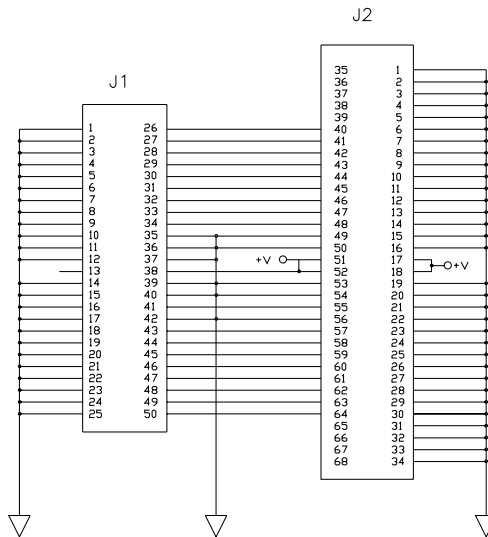 J2
J1
35 1
36 2
37 3
38 4
39 5
1 26 40 6
2 27 41 7
3 28 42 8
4 29 43 9
5 30 44 10
6 31 45 11
7 32 46 12
8 33 47 13
9 34 48 14
10 35 49 15
11 36 50 16
12 37 +V 51 17 +V
13 38 52 18
14 39 53 19
15 40 54 20
16 41 55 21
17 42 56 22
18 43 57 23
19 44 58 24
20 45 59 25
21 46 60 26
22 47 61 27
23 48 62 28
24 49 63 29
25 50 64 30
65 31
66 32
67 33
68 34